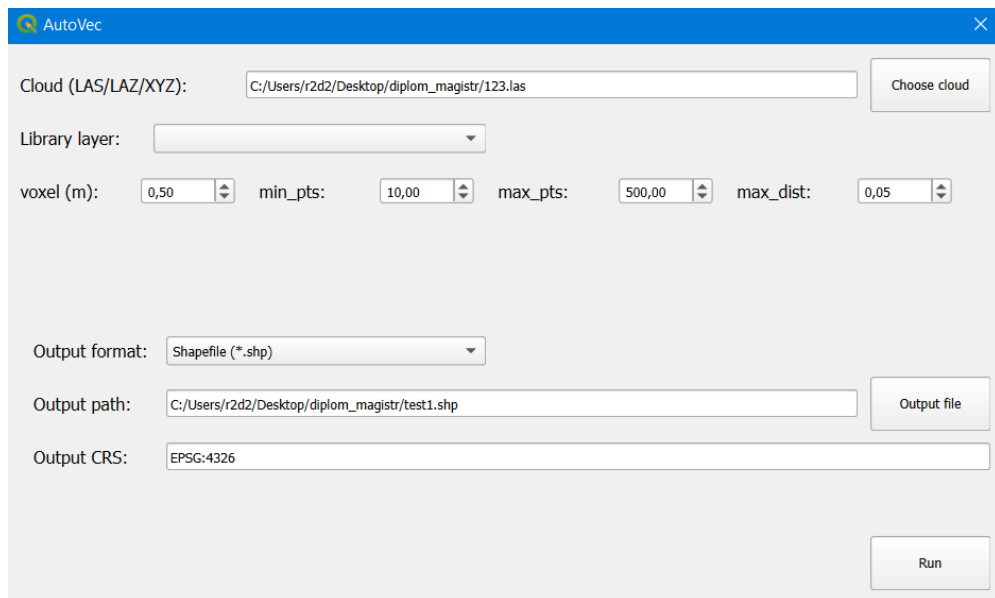 AutoVec
Cloud (LAS/LAZ/XYZ): C:/Users/r2d2/Desktop/diplom_magistr/123.las Choose cloud
Library layer:
voxel (m): 0,50 min_pts: 10,00 max_pts: 500,00 max_dist: 0,05
Output format: Shapefile (*.shp)
Output path: C:/Users/r2d2/Desktop/diplom_magistr/test1.shp Output file
Output CRS: EPSG:4326
Run